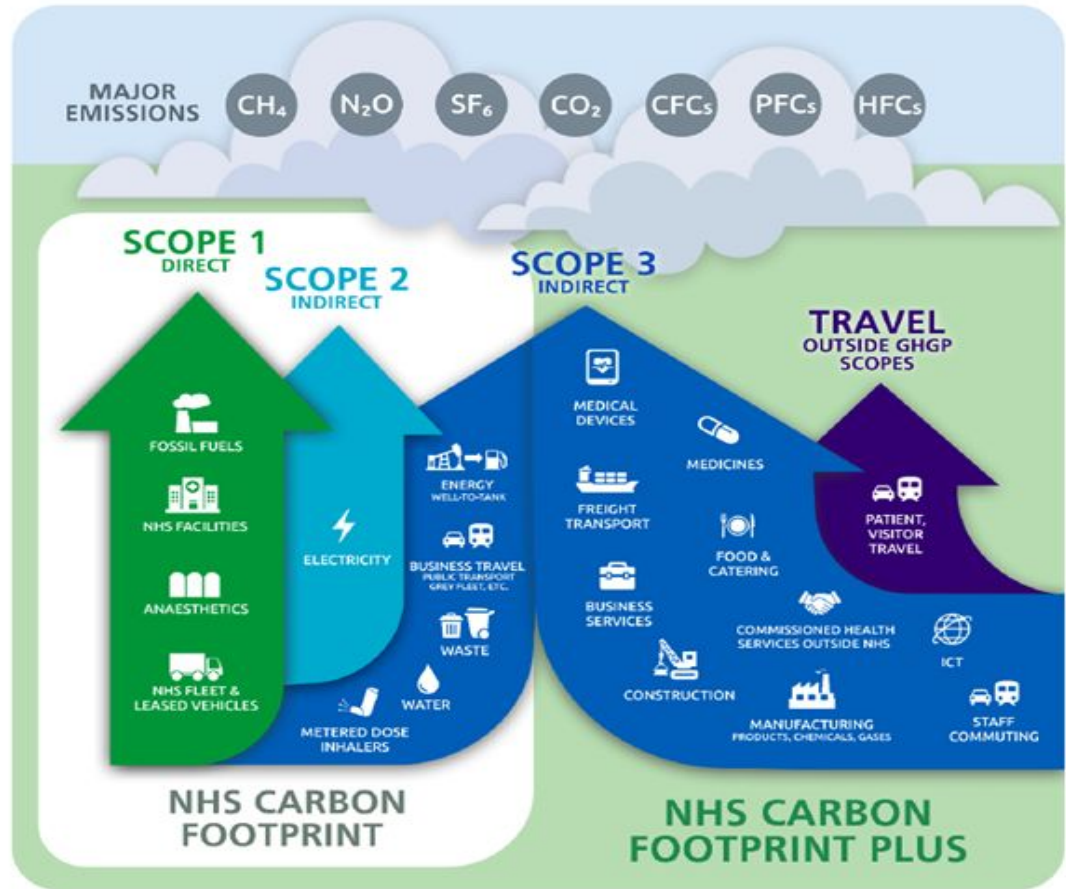 MAJOR
EMISSIONS
CH₄
N₂O
SF₆
CO₂
CFCs
PFCs
HFCs
SCOPE 1
DIRECT
FOSSIL FUELS
NHS FACILITIES
ANAESTHETICS
NHS FLEET &
LEASED VEHICLES
SCOPE 2
INDIRECT
ELECTRICITY
SCOPE 3
INDIRECT
ENERGY
WELL-TO-TANK
BUSINESS TRAVEL
PUBLIC TRANSPORT
GREY FLEET, ETC.
WASTE
WATER
METERED DOSE
INHALERS
MEDICAL
DEVICES
MEDICINES
FREIGHT
TRANSPORT
FOOD &
CATERING
BUSINESS
SERVICES
COMMISSIONED HEALTH
SERVICES OUTSIDE NHS
ICT
CONSTRUCTION
MANUFACTURING
PRODUCTS, CHEMICALS, GASES
STAFF
COMMUTING
TRAVEL
OUTSIDE GHGP
SCOPES
PATIENT,
VISITOR
TRAVEL
NHS CARBON
FOOTPRINT
NHS CARBON
FOOTPRINT PLUS